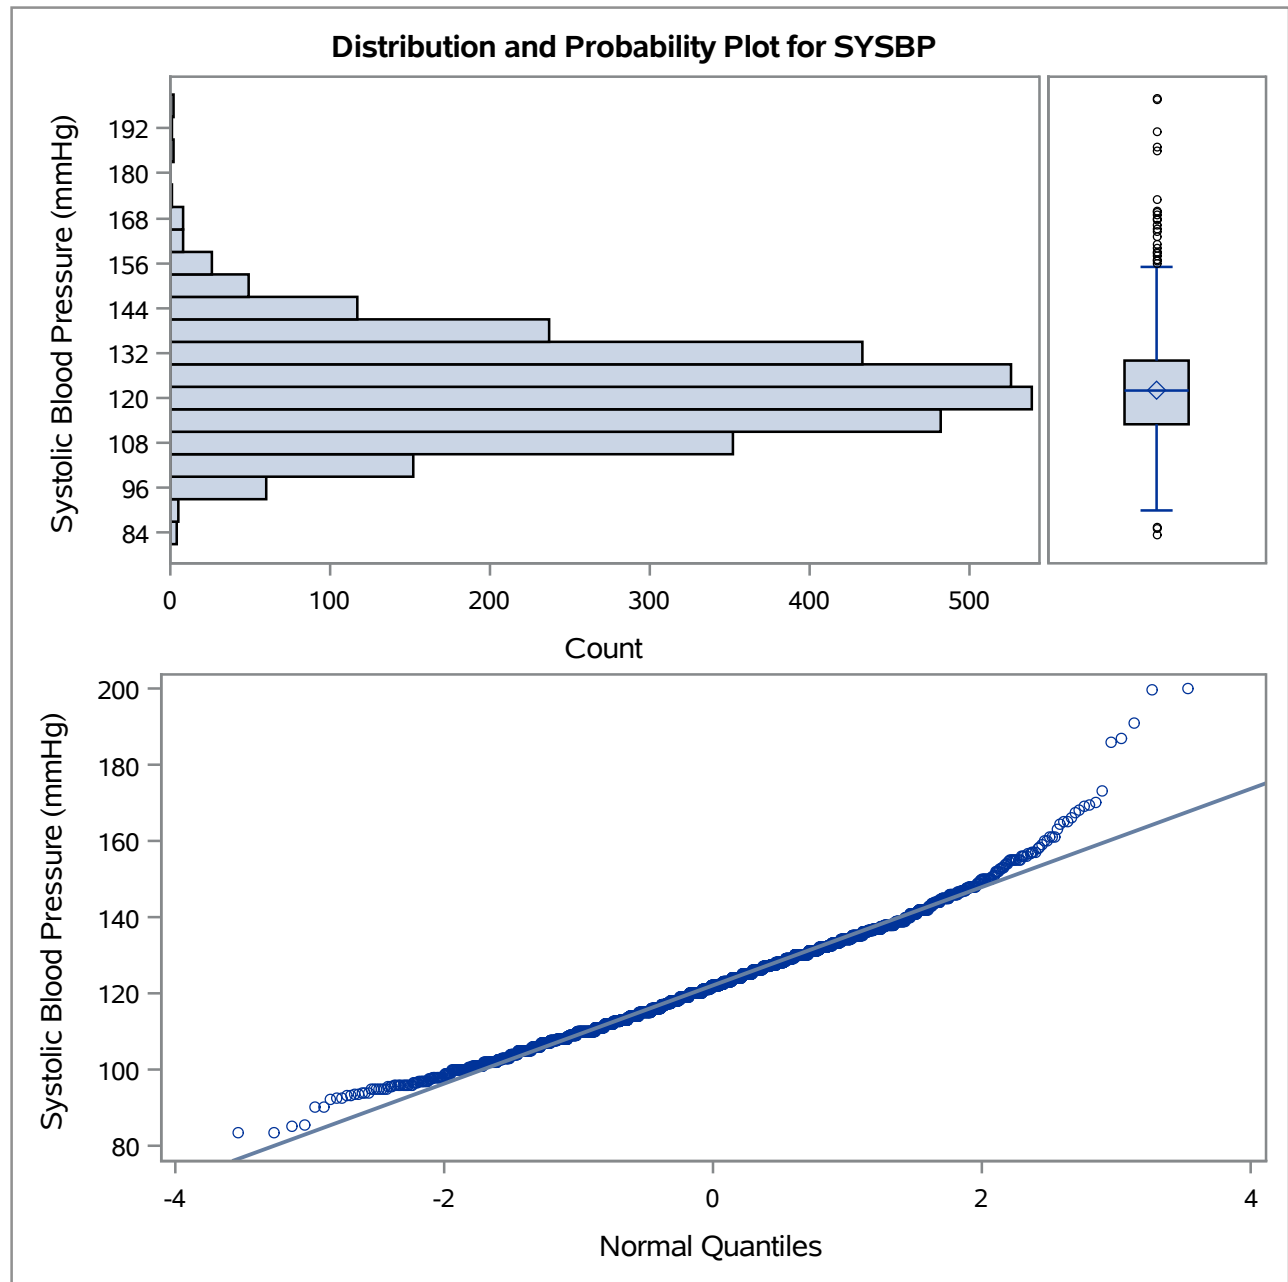 Distribution and Probability Plot for SYSBP
Systolic Blood Pressure (mmHg)
192
180
168
156
144
132
120
108
96
84
0 100 200 300 400 500
Count
Systolic Blood Pressure (mmHg)
200
180
160
140
120
100
80
-4 -2 0 2 4
Normal Quantiles